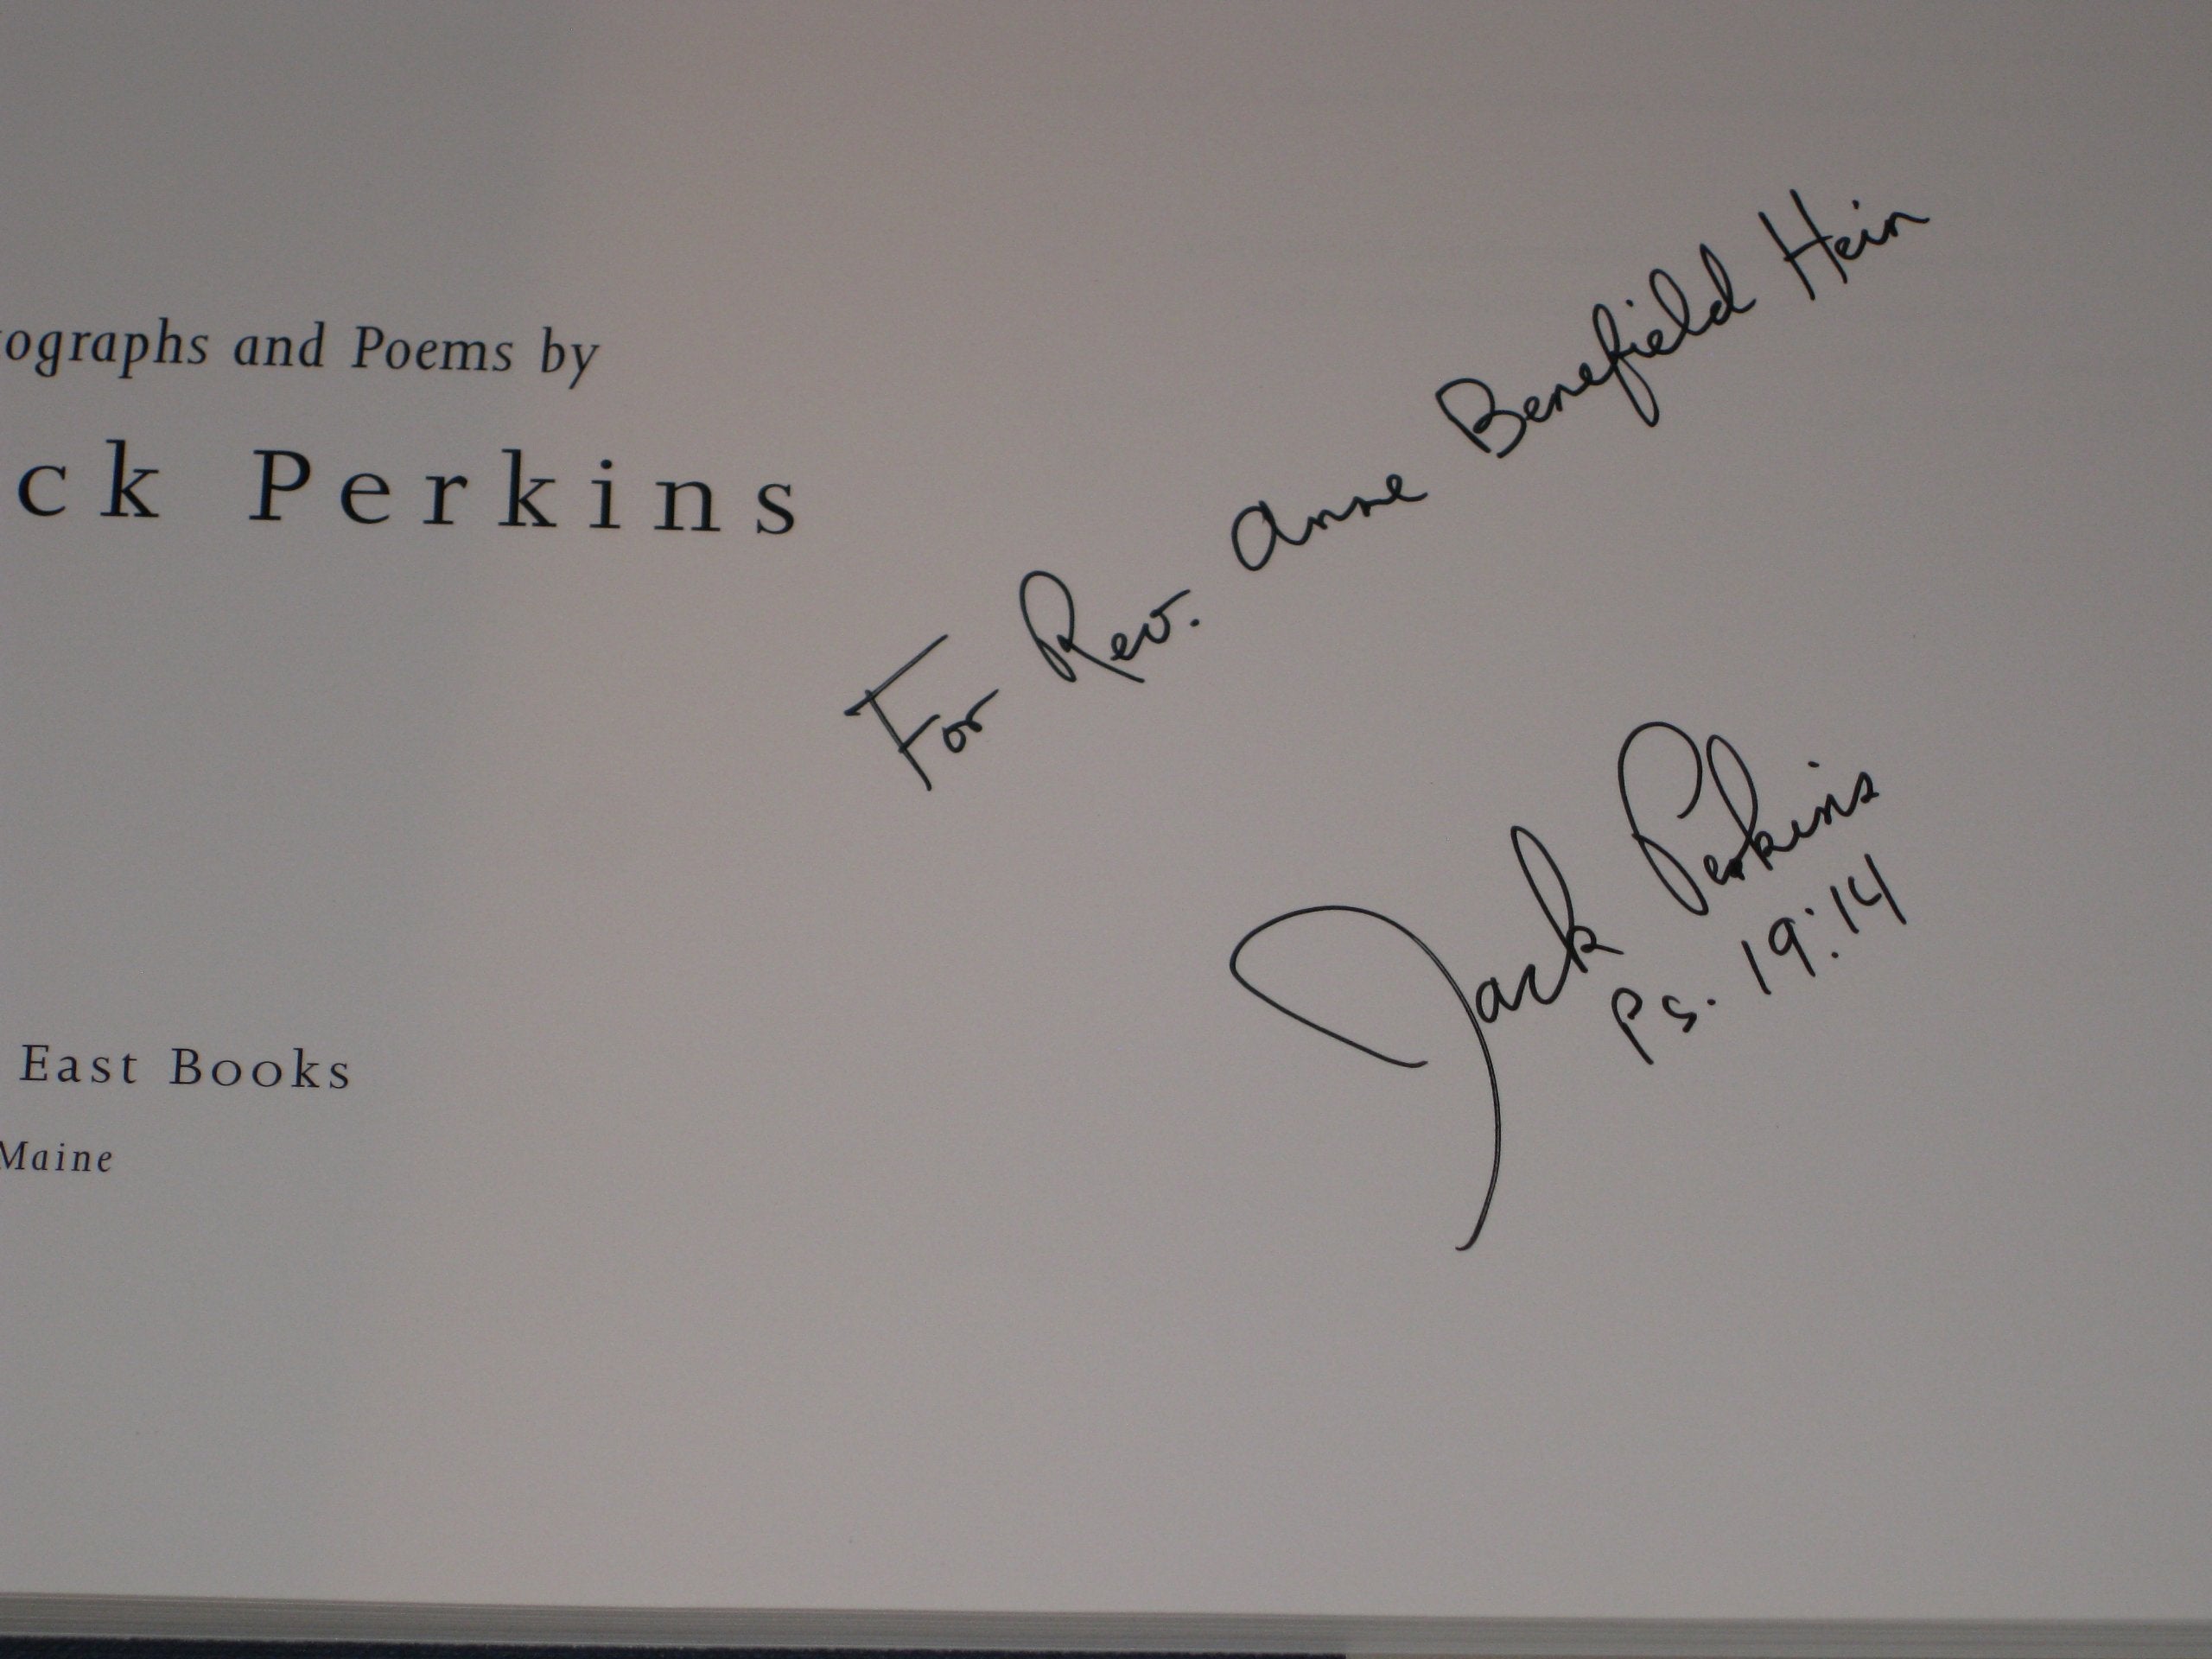 ographs and Poems by
ck Perkins
East Books
Maine
For Rev. Anne Benefield Hein
Jack Perkins
Ps. 19:14